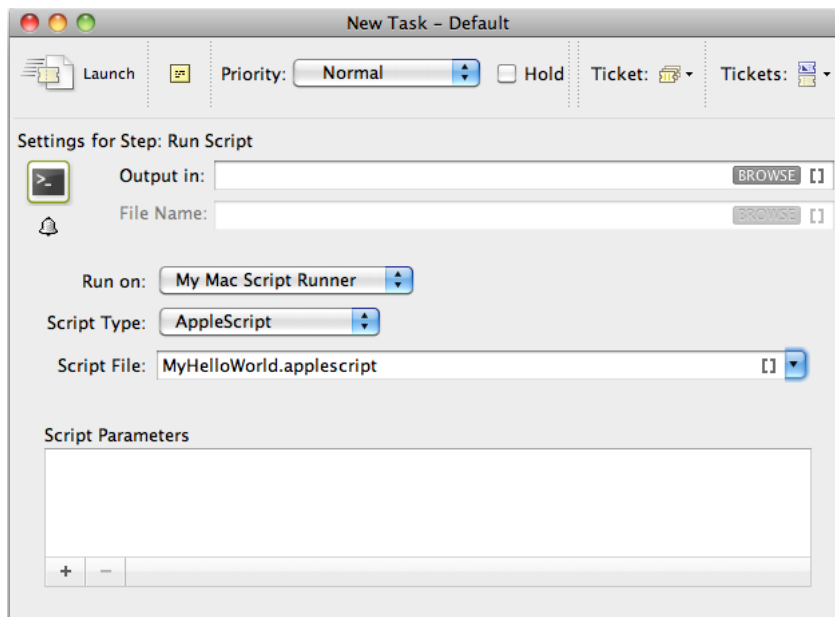 New Task – Default
Launch Priority: Normal Hold Ticket: Tickets:
Settings for Step: Run Script
Output in: BROWSE []
File Name: BROWSE []
Run on: My Mac Script Runner
Script Type: AppleScript
Script File: MyHelloWorld.applescript []
Script Parameters
+ −